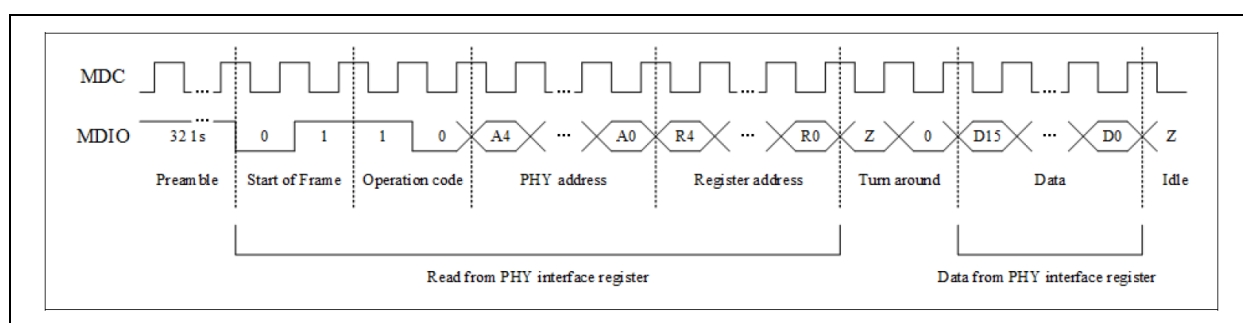 MDC ... ... ... ...
MDIO 32 1s ... 0 1 1 0 A4 ... A0 R4 ... R0 Z 0 D15 ... D0 Z
Preamble Start of Frame Operation code PHY address Register address Turn around Data Idle
Read from PHY interface register Data from PHY interface register